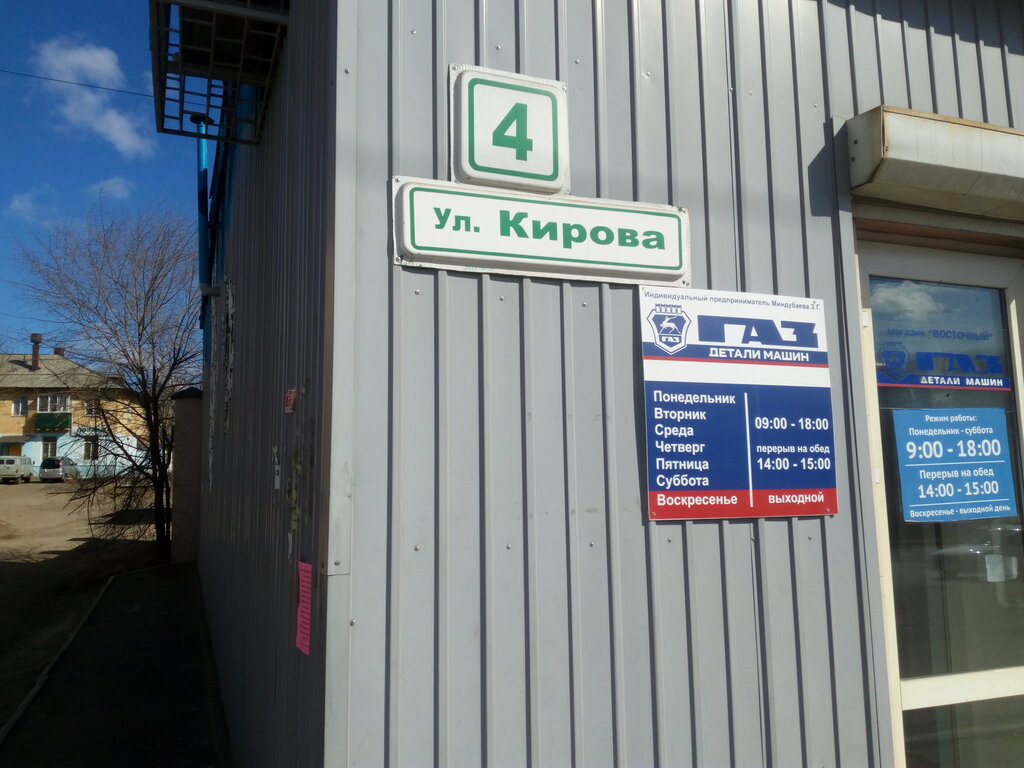 4
Ул. Кирова
Индивидуальный предприниматель Миндубаева З.Г.
ГАЗ
ГАЗ
ДЕТАЛИ МАШИН
Понедельник
Вторник
Среда
Четверг
Пятница
Суббота
09:00 - 18:00
перерыв на обед
14:00 - 15:00
Воскресенье выходной
магазин "ВОСТОЧНЫЙ"
ГАЗ
ДЕТАЛИ МАШИН
Режим работы:
Понедельник - суббота
9:00 - 18:00
Перерыв на обед
14:00 - 15:00
Воскресенье - выходной день